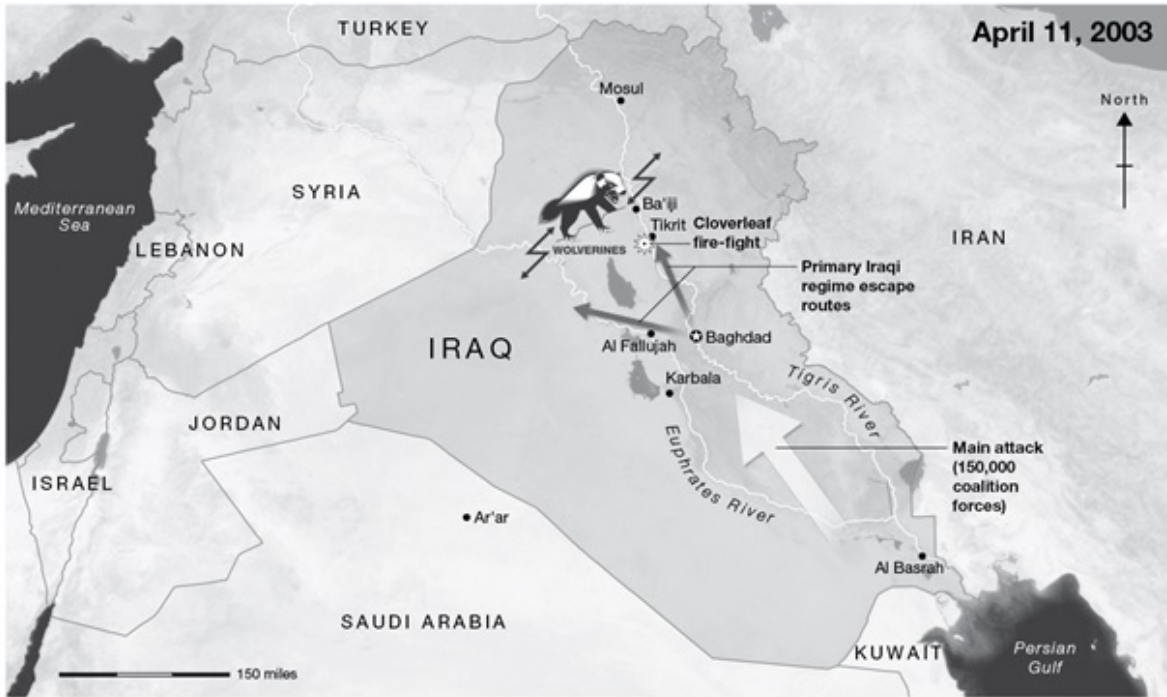 TURKEY
April 11, 2003
Mosul
North
SYRIA
Mediterranean
Sea
Ba'iji
Tikrit
Cloverleaf
fire-fight
WOLVERINES
LEBANON
IRAN
Primary Iraqi
regime escape
routes
IRAQ
Al Fallujah
Baghdad
Karbala
Tigris River
JORDAN
Euphrates River
Main attack
(150,000
coalition
forces)
ISRAEL
Ar'ar
Al Basrah
SAUDI ARABIA
KUWAIT
Persian
Gulf
150 miles